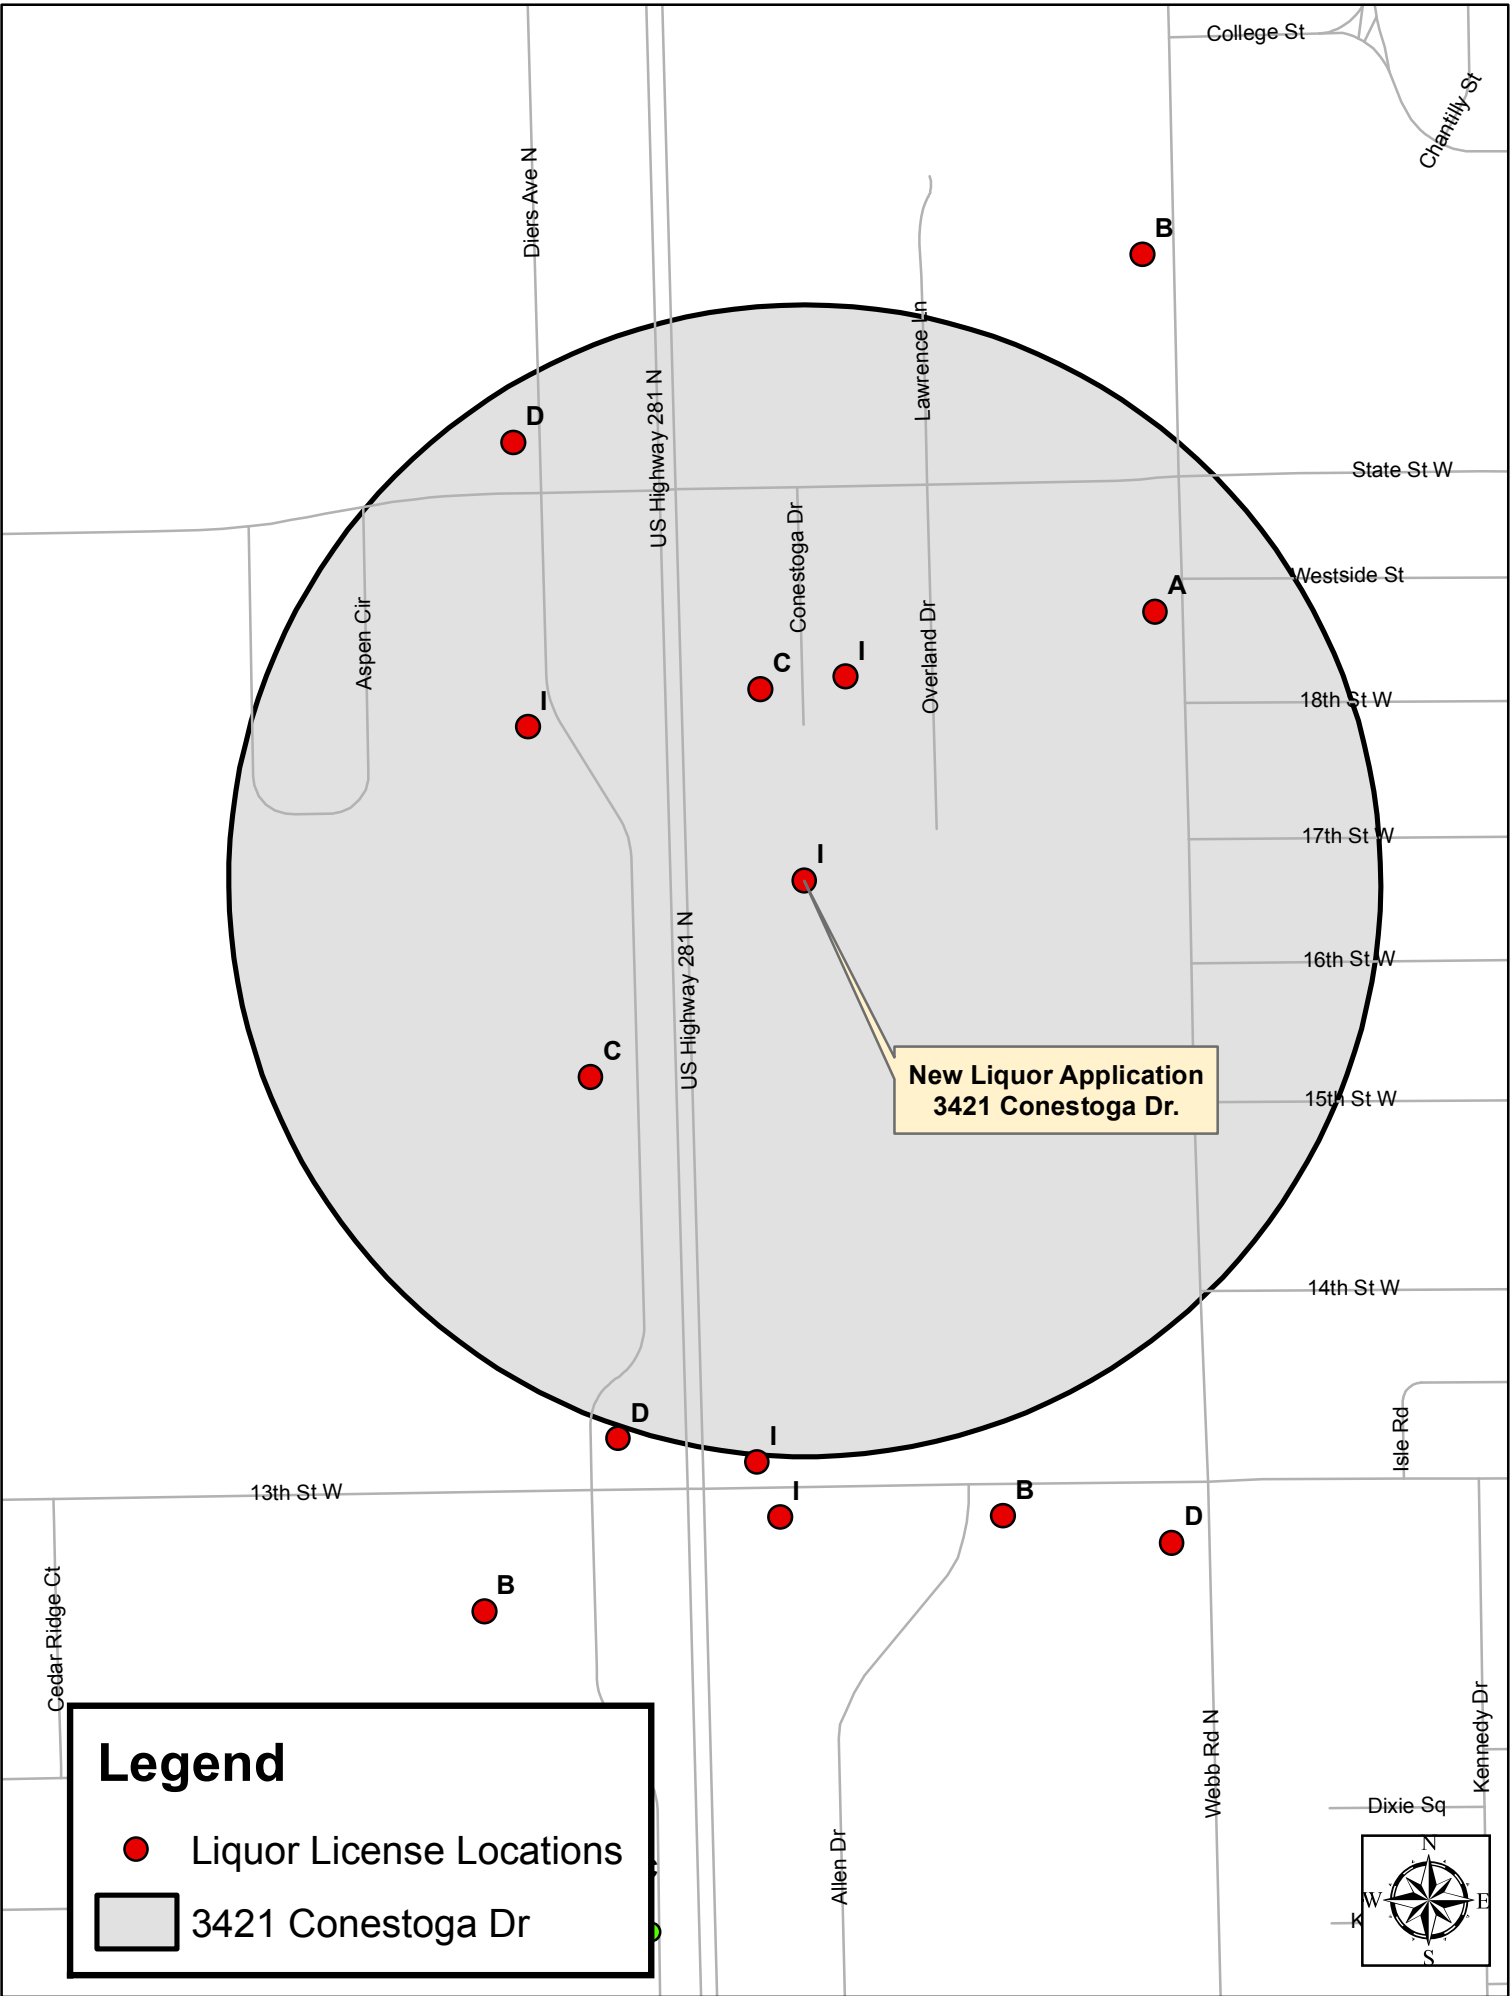 College St
Chantilly St
Diers Ave N
B
Lawrence Ln
D
US Highway 281 N
State St W
Conestoga Dr
Westside St
A
Aspen Cir
Overland Dr
C
I
18th St W
I
17th St W
I
US Highway 281 N
16th St W
C
New Liquor Application
3421 Conestoga Dr.
15th St W
14th St W
D
I
Isle Rd
13th St W
I
B
D
B
Cedar Ridge Ct
Webb Rd N
Kennedy Dr
Allen Dr
Dixie Sq
Legend
Liquor License Locations
3421 Conestoga Dr
N
W
E
S
K